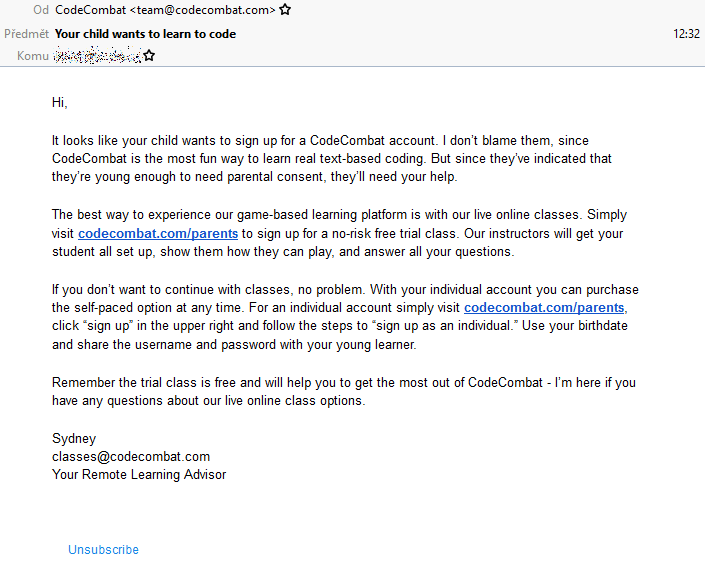 Od CodeCombat <team@codecombat.com>
Předmět Your child wants to learn to code 12:32
Komu
Hi,
It looks like your child wants to sign up for a CodeCombat account. I don’t blame them, since
CodeCombat is the most fun way to learn real text-based coding. But since they’ve indicated that
they’re young enough to need parental consent, they’ll need your help.
The best way to experience our game-based learning platform is with our live online classes. Simply
visit codecombat.com/parents to sign up for a no-risk free trial class. Our instructors will get your
student all set up, show them how they can play, and answer all your questions.
If you don’t want to continue with classes, no problem. With your individual account you can purchase
the self-paced option at any time. For an individual account simply visit codecombat.com/parents,
click “sign up” in the upper right and follow the steps to “sign up as an individual.” Use your birthdate
and share the username and password with your young learner.
Remember the trial class is free and will help you to get the most out of CodeCombat - I’m here if you
have any questions about our live online class options.
Sydney
classes@codecombat.com
Your Remote Learning Advisor
Unsubscribe